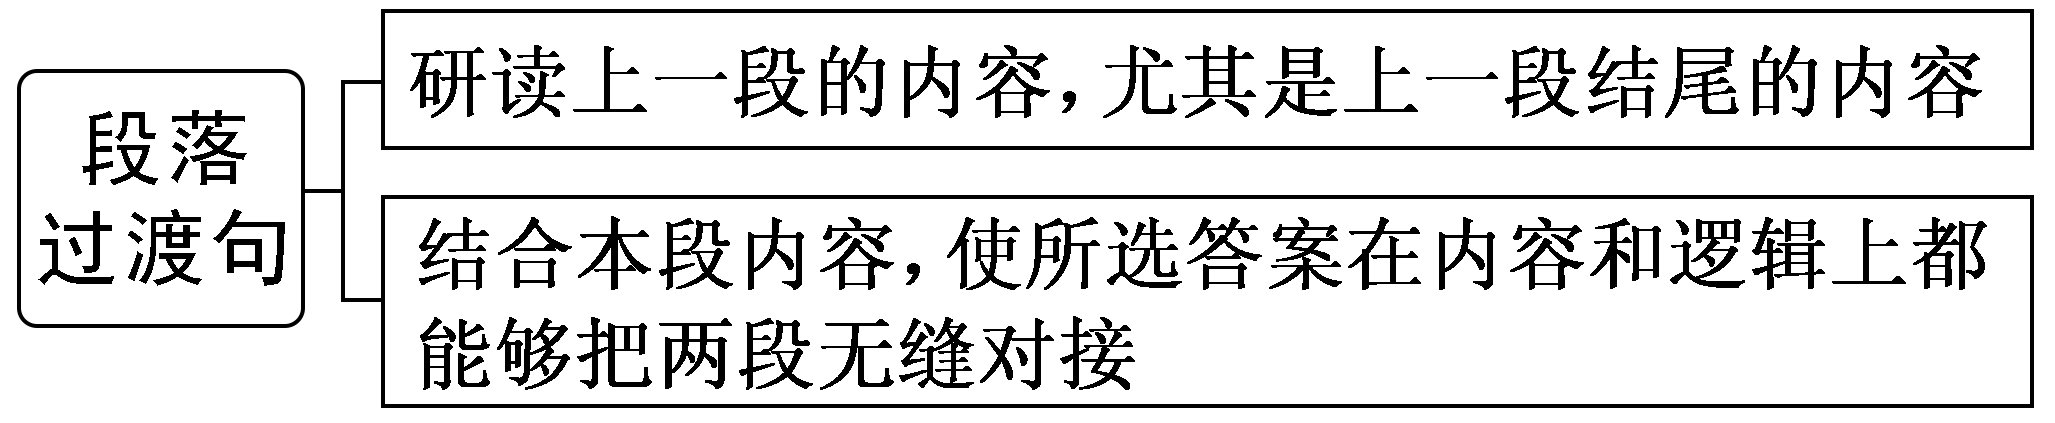 段落
过渡句
研读上一段的内容，尤其是上一段结尾的内容
结合本段内容，使所选答案在内容和逻辑上都
能够把两段无缝对接